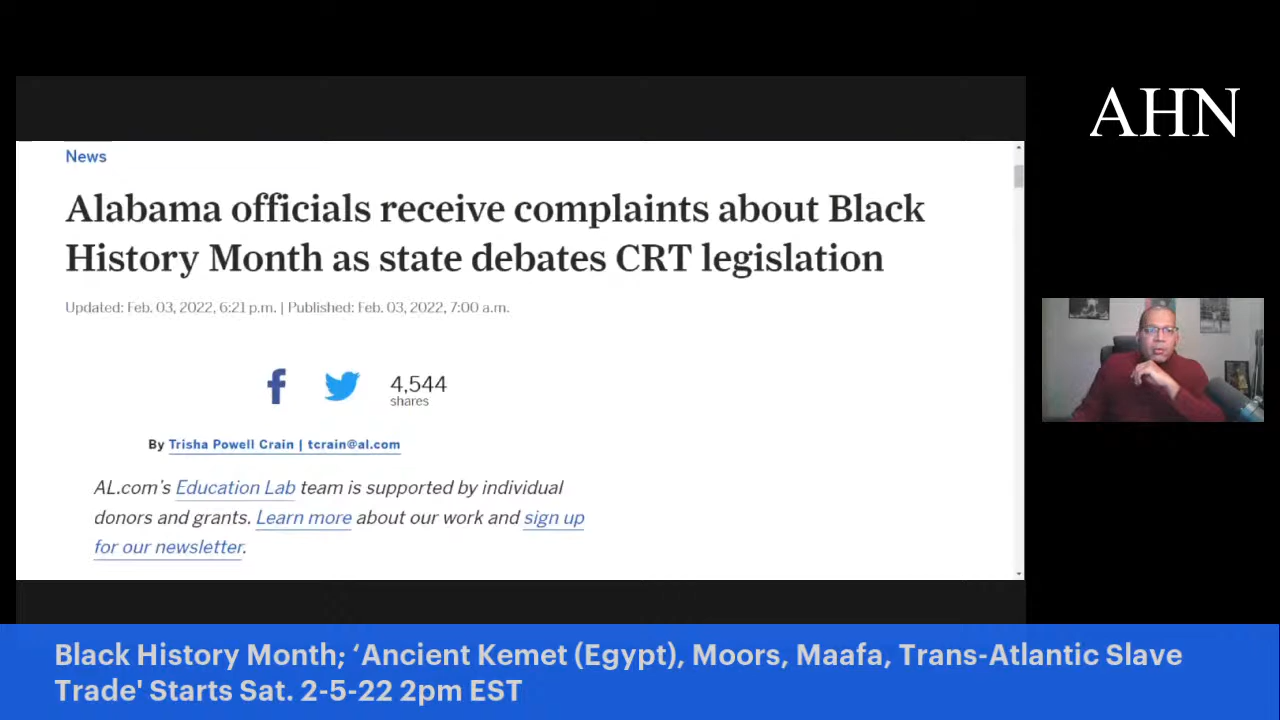 AHN
News
Alabama officials receive complaints about Black
History Month as state debates CRT legislation
Updated: Feb. 03, 2022, 6:21 p.m. | Published: Feb. 03, 2022, 7:00 a.m.
4,544
shares
By Trisha Powell Crain | tcrain@al.com
AL.com's Education Lab team is supported by individual
donors and grants. Learn more about our work and sign up
for our newsletter.
Black History Month; ‘Ancient Kemet (Egypt), Moors, Maafa, Trans-Atlantic Slave
Trade' Starts Sat. 2-5-22 2pm EST